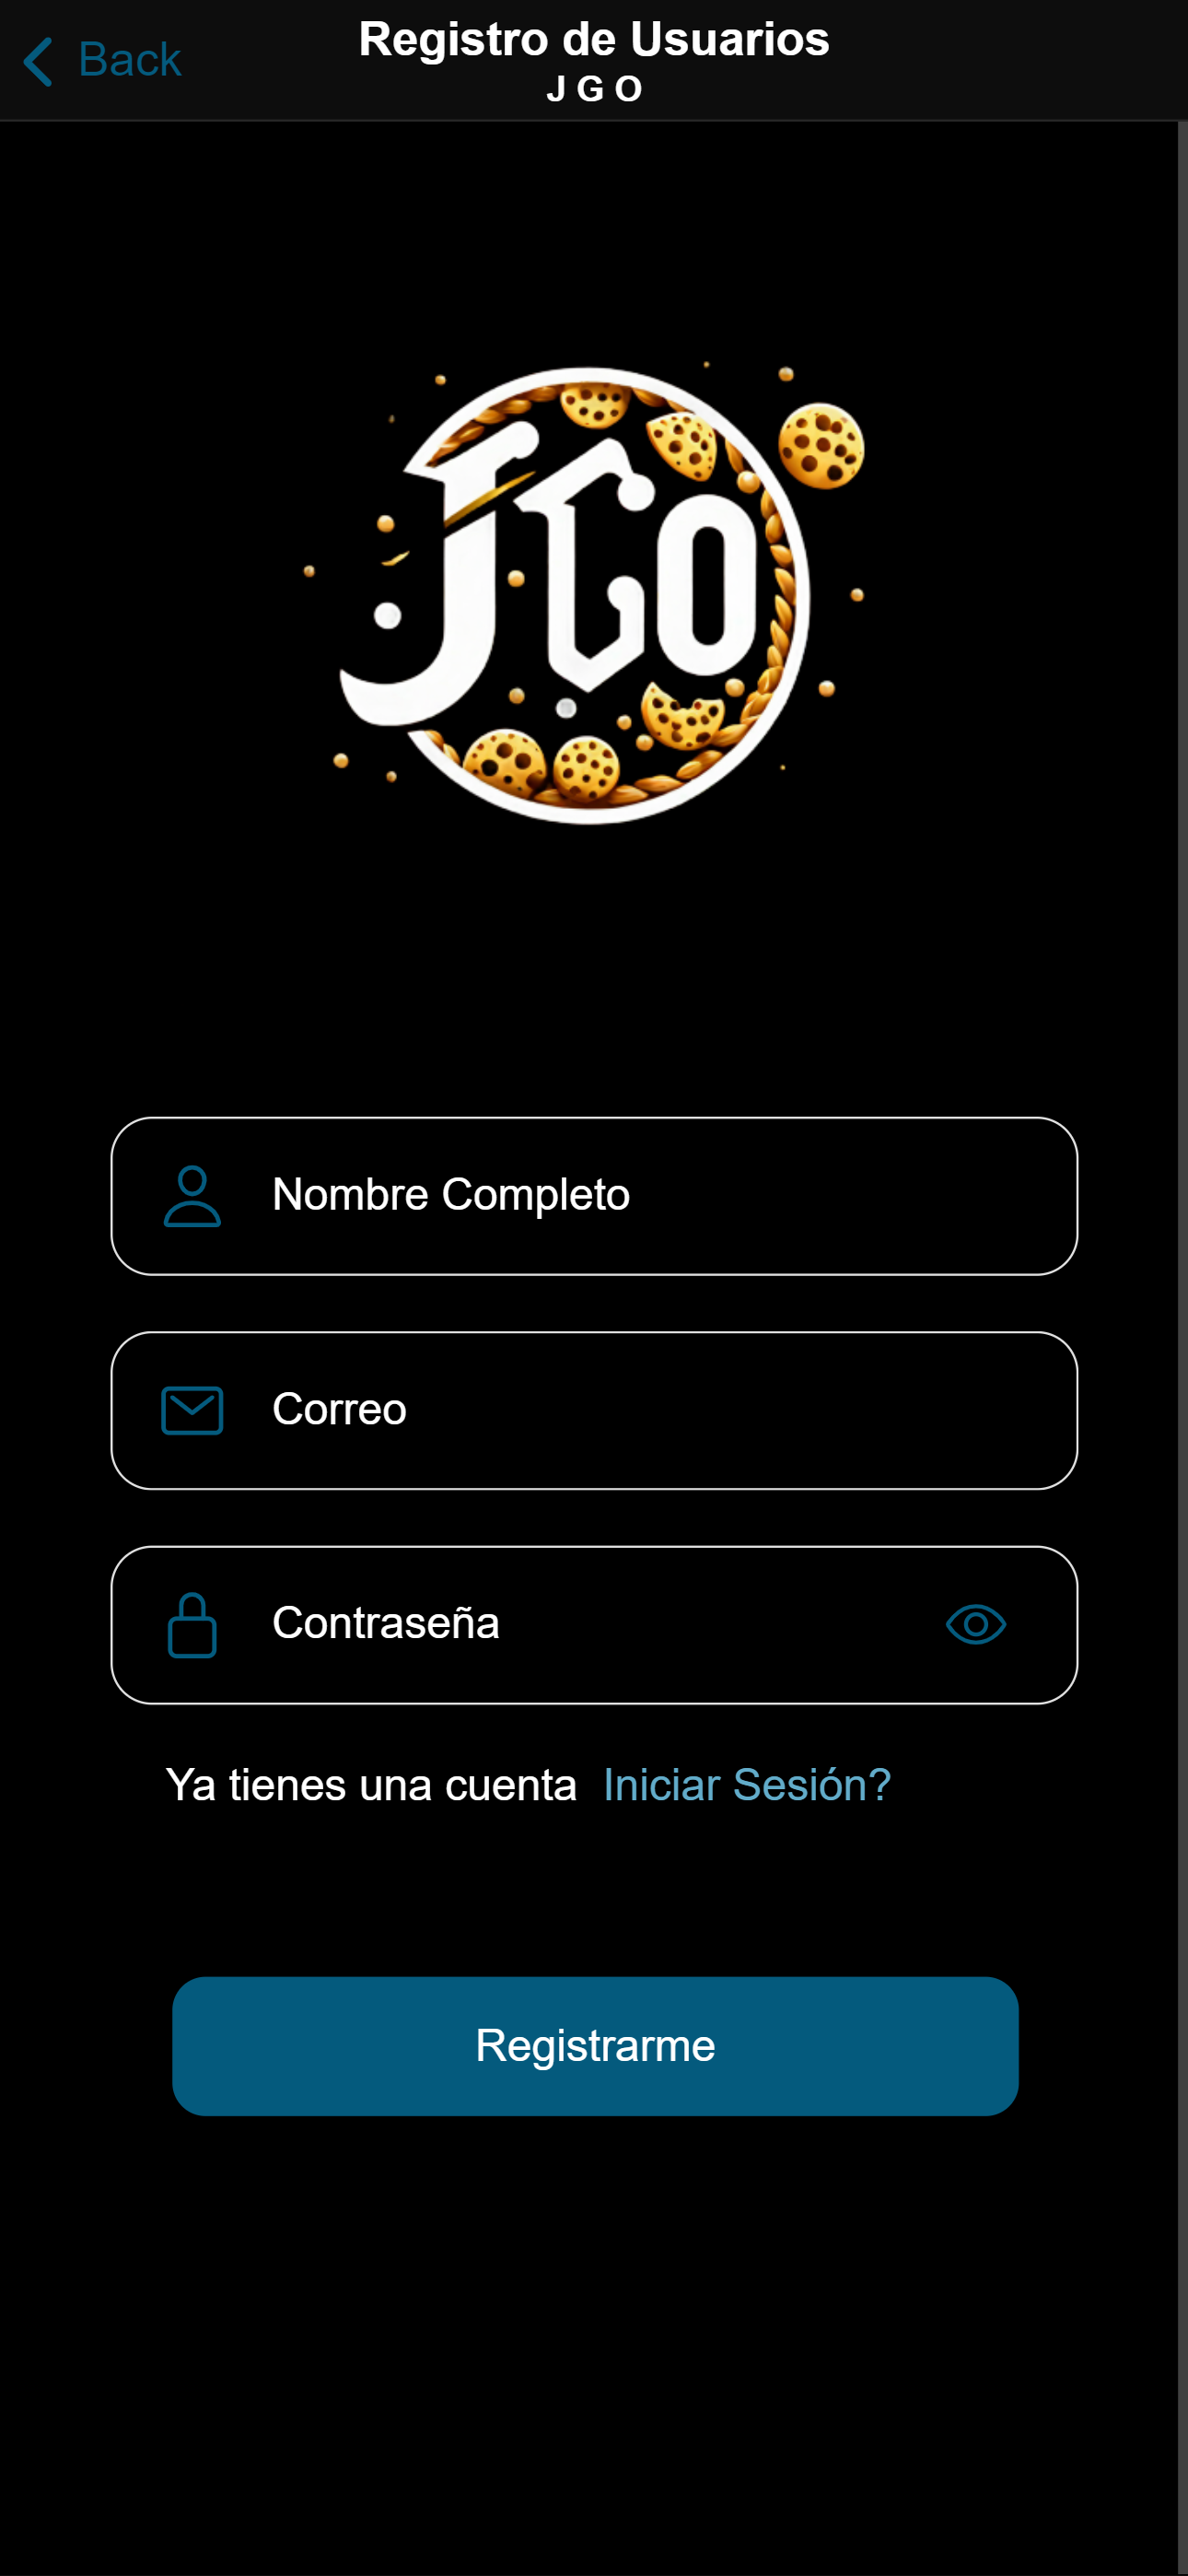 Back
Registro de Usuarios
J G O
JGO
Nombre Completo
Correo
Contraseña
Ya tienes una cuenta Iniciar Sesión?
Registrarme